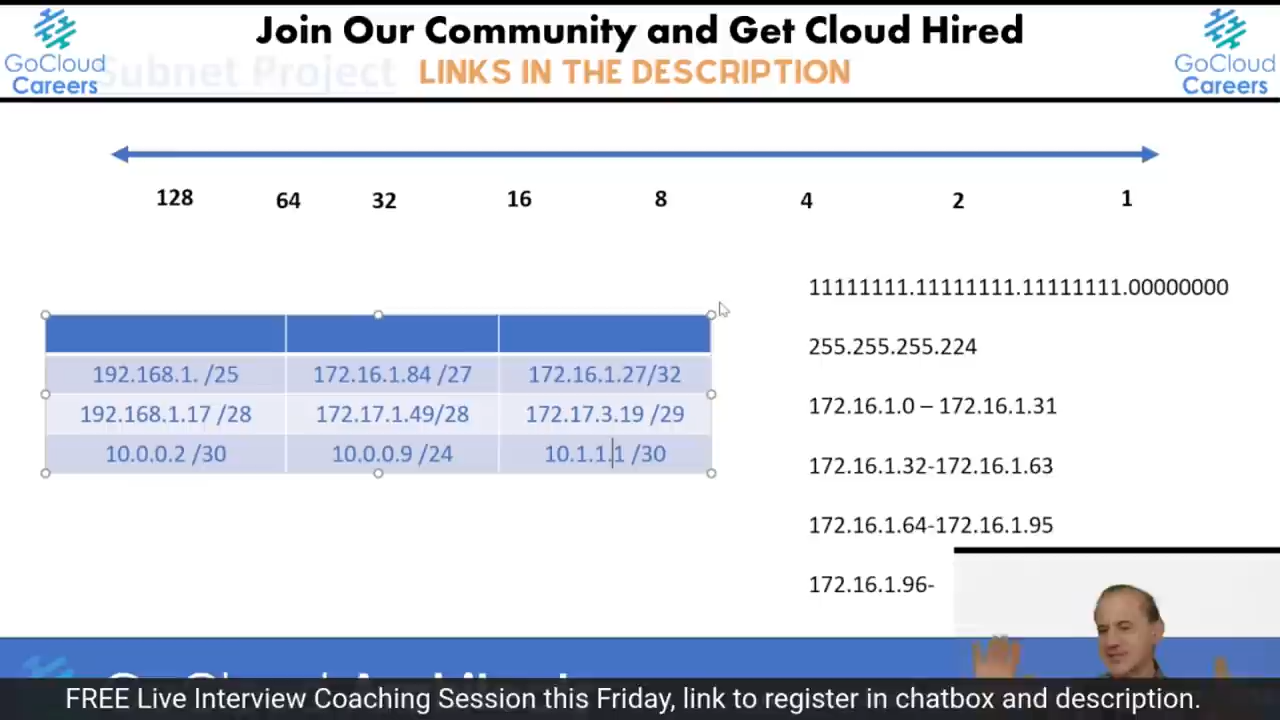 Join Our Community and Get Cloud Hired
GoCloud
Careers
Subnet Project
LINKS IN THE DESCRIPTION
GoCloud
Careers
128 64 32 16 8 4 2 1
11111111.11111111.11111111.00000000
255.255.255.224
172.16.1.0 – 172.16.1.31
172.16.1.32-172.16.1.63
172.16.1.64-172.16.1.95
172.16.1.96-
192.168.1. /25 172.16.1.84 /27 172.16.1.27/32
192.168.1.17 /28 172.17.1.49/28 172.17.3.19 /29
10.0.0.2 /30 10.0.0.9 /24 10.1.1.1 /30
FREE Live Interview Coaching Session this Friday, link to register in chatbox and description.